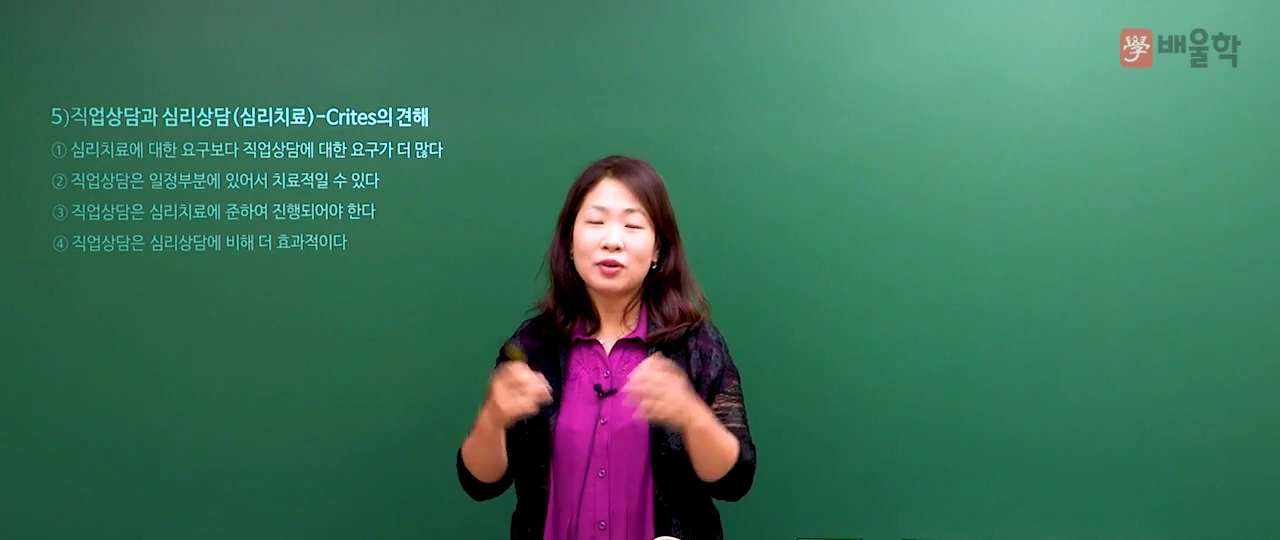 學 배울학
5)직업상담과 심리상담(심리치료)-Crites의 견해
① 심리치료에 대한 요구보다 직업상담에 대한 요구가 더 많다
② 직업상담은 일정부분에 있어서 치료적일 수 있다
③ 직업상담은 심리치료에 준하여 진행되어야 한다
④ 직업상담은 심리상담에 비해 더 효과적이다